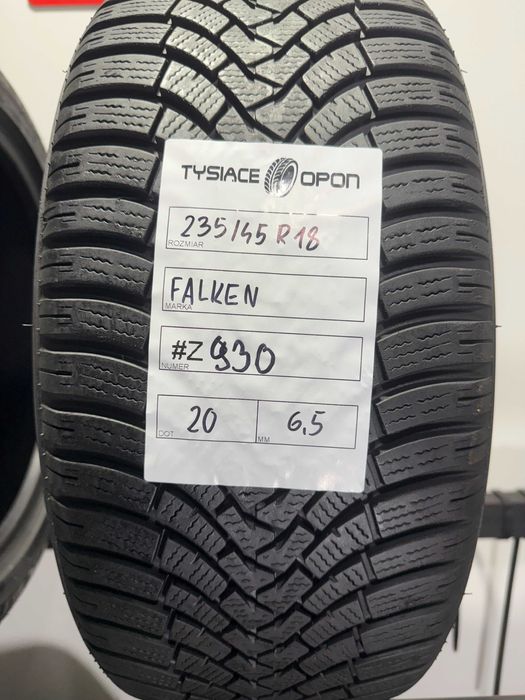 TYSIACE OPON
235/45 R18
ROZMIAR
FALKEN
MARKA
#Z 930
NUMER
20 6,5
DOT MM